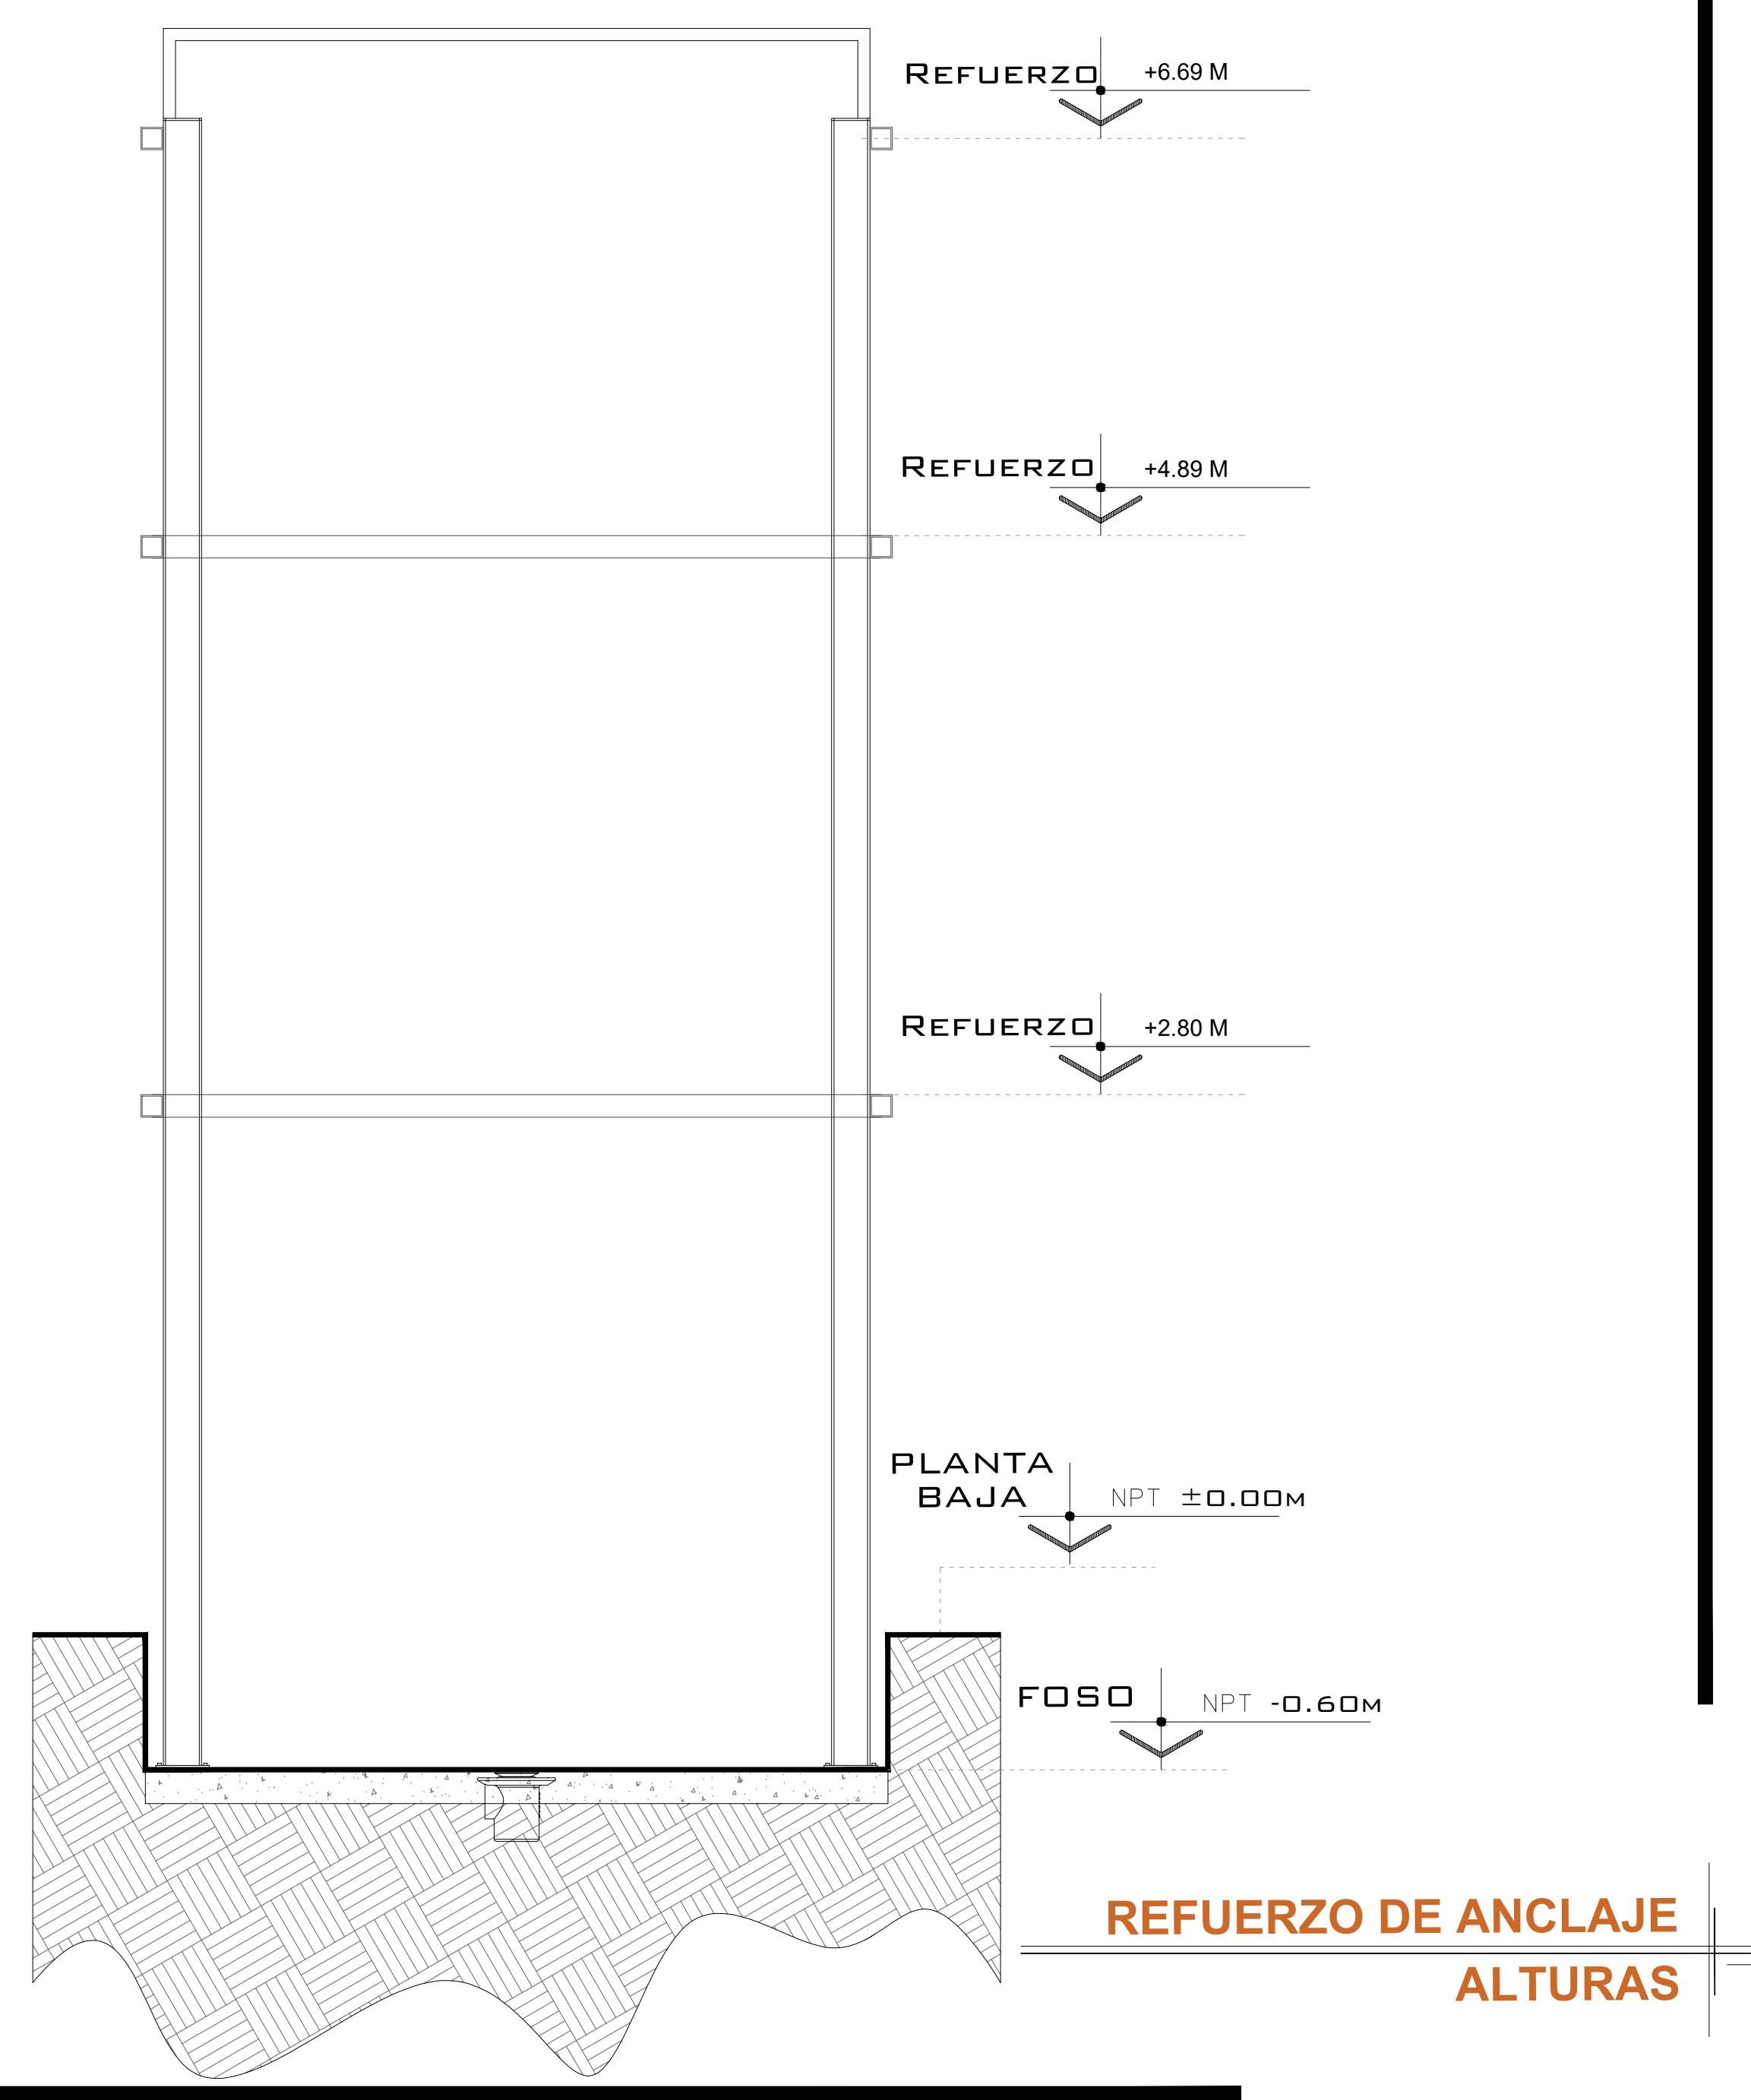 REFUERZO +6.69 M
REFUERZO +4.89 M
REFUERZO +2.80 M
PLANTA
BAJA NPT ±0.00M
FOSO NPT -0.60M
REFUERZO DE ANCLAJE
ALTURAS